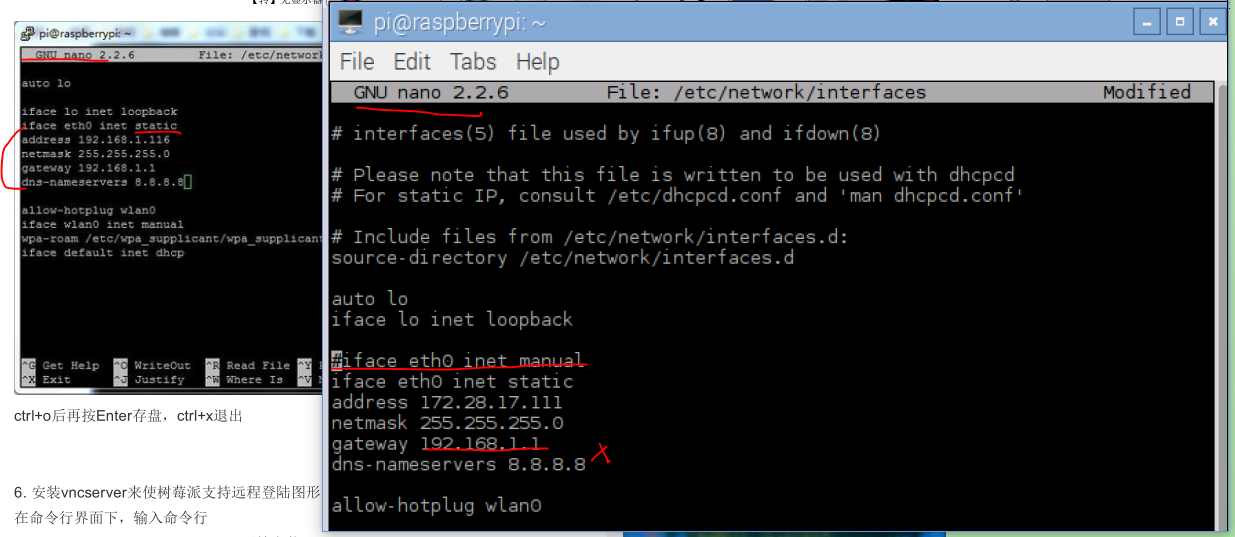 pi@raspberrypi: ~
GNU nano 2.2.6 File: /etc/networ
auto lo
iface lo inet loopback
iface eth0 inet static
address 192.168.1.116
netmask 255.255.255.0
gateway 192.168.1.1
dns-nameservers 8.8.8.8
allow-hotplug wlan0
iface wlan0 inet manual
wpa-roam /etc/wpa_supplicant/wpa_supplicant
iface default inet dhcp
^G Get Help ^O WriteOut ^R Read File ^Y
^X Exit ^J Justify ^W Where Is ^V
ctrl+o后再按Enter存盘，ctrl+x退出
6. 安装vncserver来使树莓派支持远程登陆图形
在命令行界面下，输入命令行
pi@raspberrypi: ~
File Edit Tabs Help
GNU nano 2.2.6 File: /etc/network/interfaces Modified
# interfaces(5) file used by ifup(8) and ifdown(8)
# Please note that this file is written to be used with dhcpcd
# For static IP, consult /etc/dhcpcd.conf and 'man dhcpcd.conf'
# Include files from /etc/network/interfaces.d:
source-directory /etc/network/interfaces.d
auto lo
iface lo inet loopback
#iface eth0 inet manual
iface eth0 inet static
address 172.28.17.111
netmask 255.255.255.0
gateway 192.168.1.1
dns-nameservers 8.8.8.8
allow-hotplug wlan0